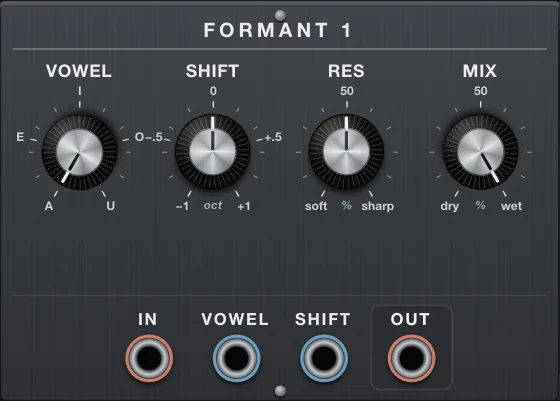 FORMANT 1
VOWEL SHIFT RES MIX
I 0 50 50
E O -.5 +.5
A U -1 oct +1 soft % sharp dry % wet
IN VOWEL SHIFT OUT